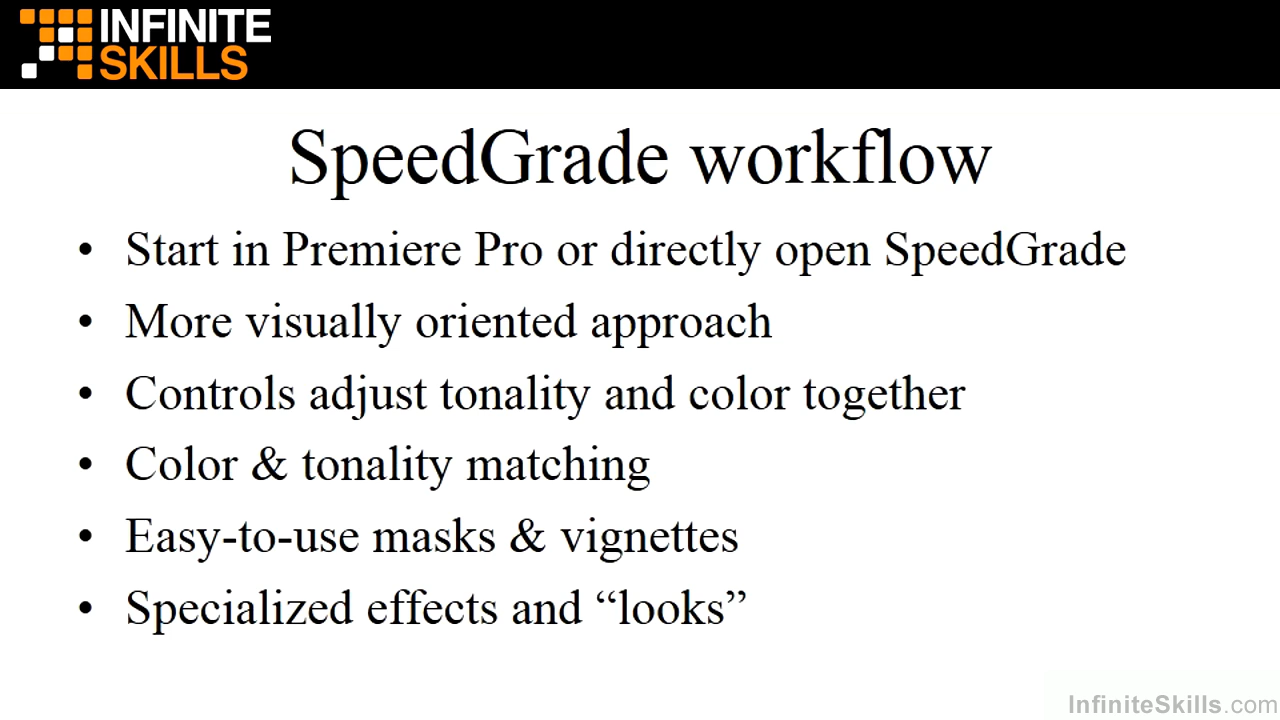 INFINITE
SKILLS
SpeedGrade workflow
• Start in Premiere Pro or directly open SpeedGrade
• More visually oriented approach
• Controls adjust tonality and color together
• Color & tonality matching
• Easy-to-use masks & vignettes
• Specialized effects and “looks”
InfiniteSkills.com